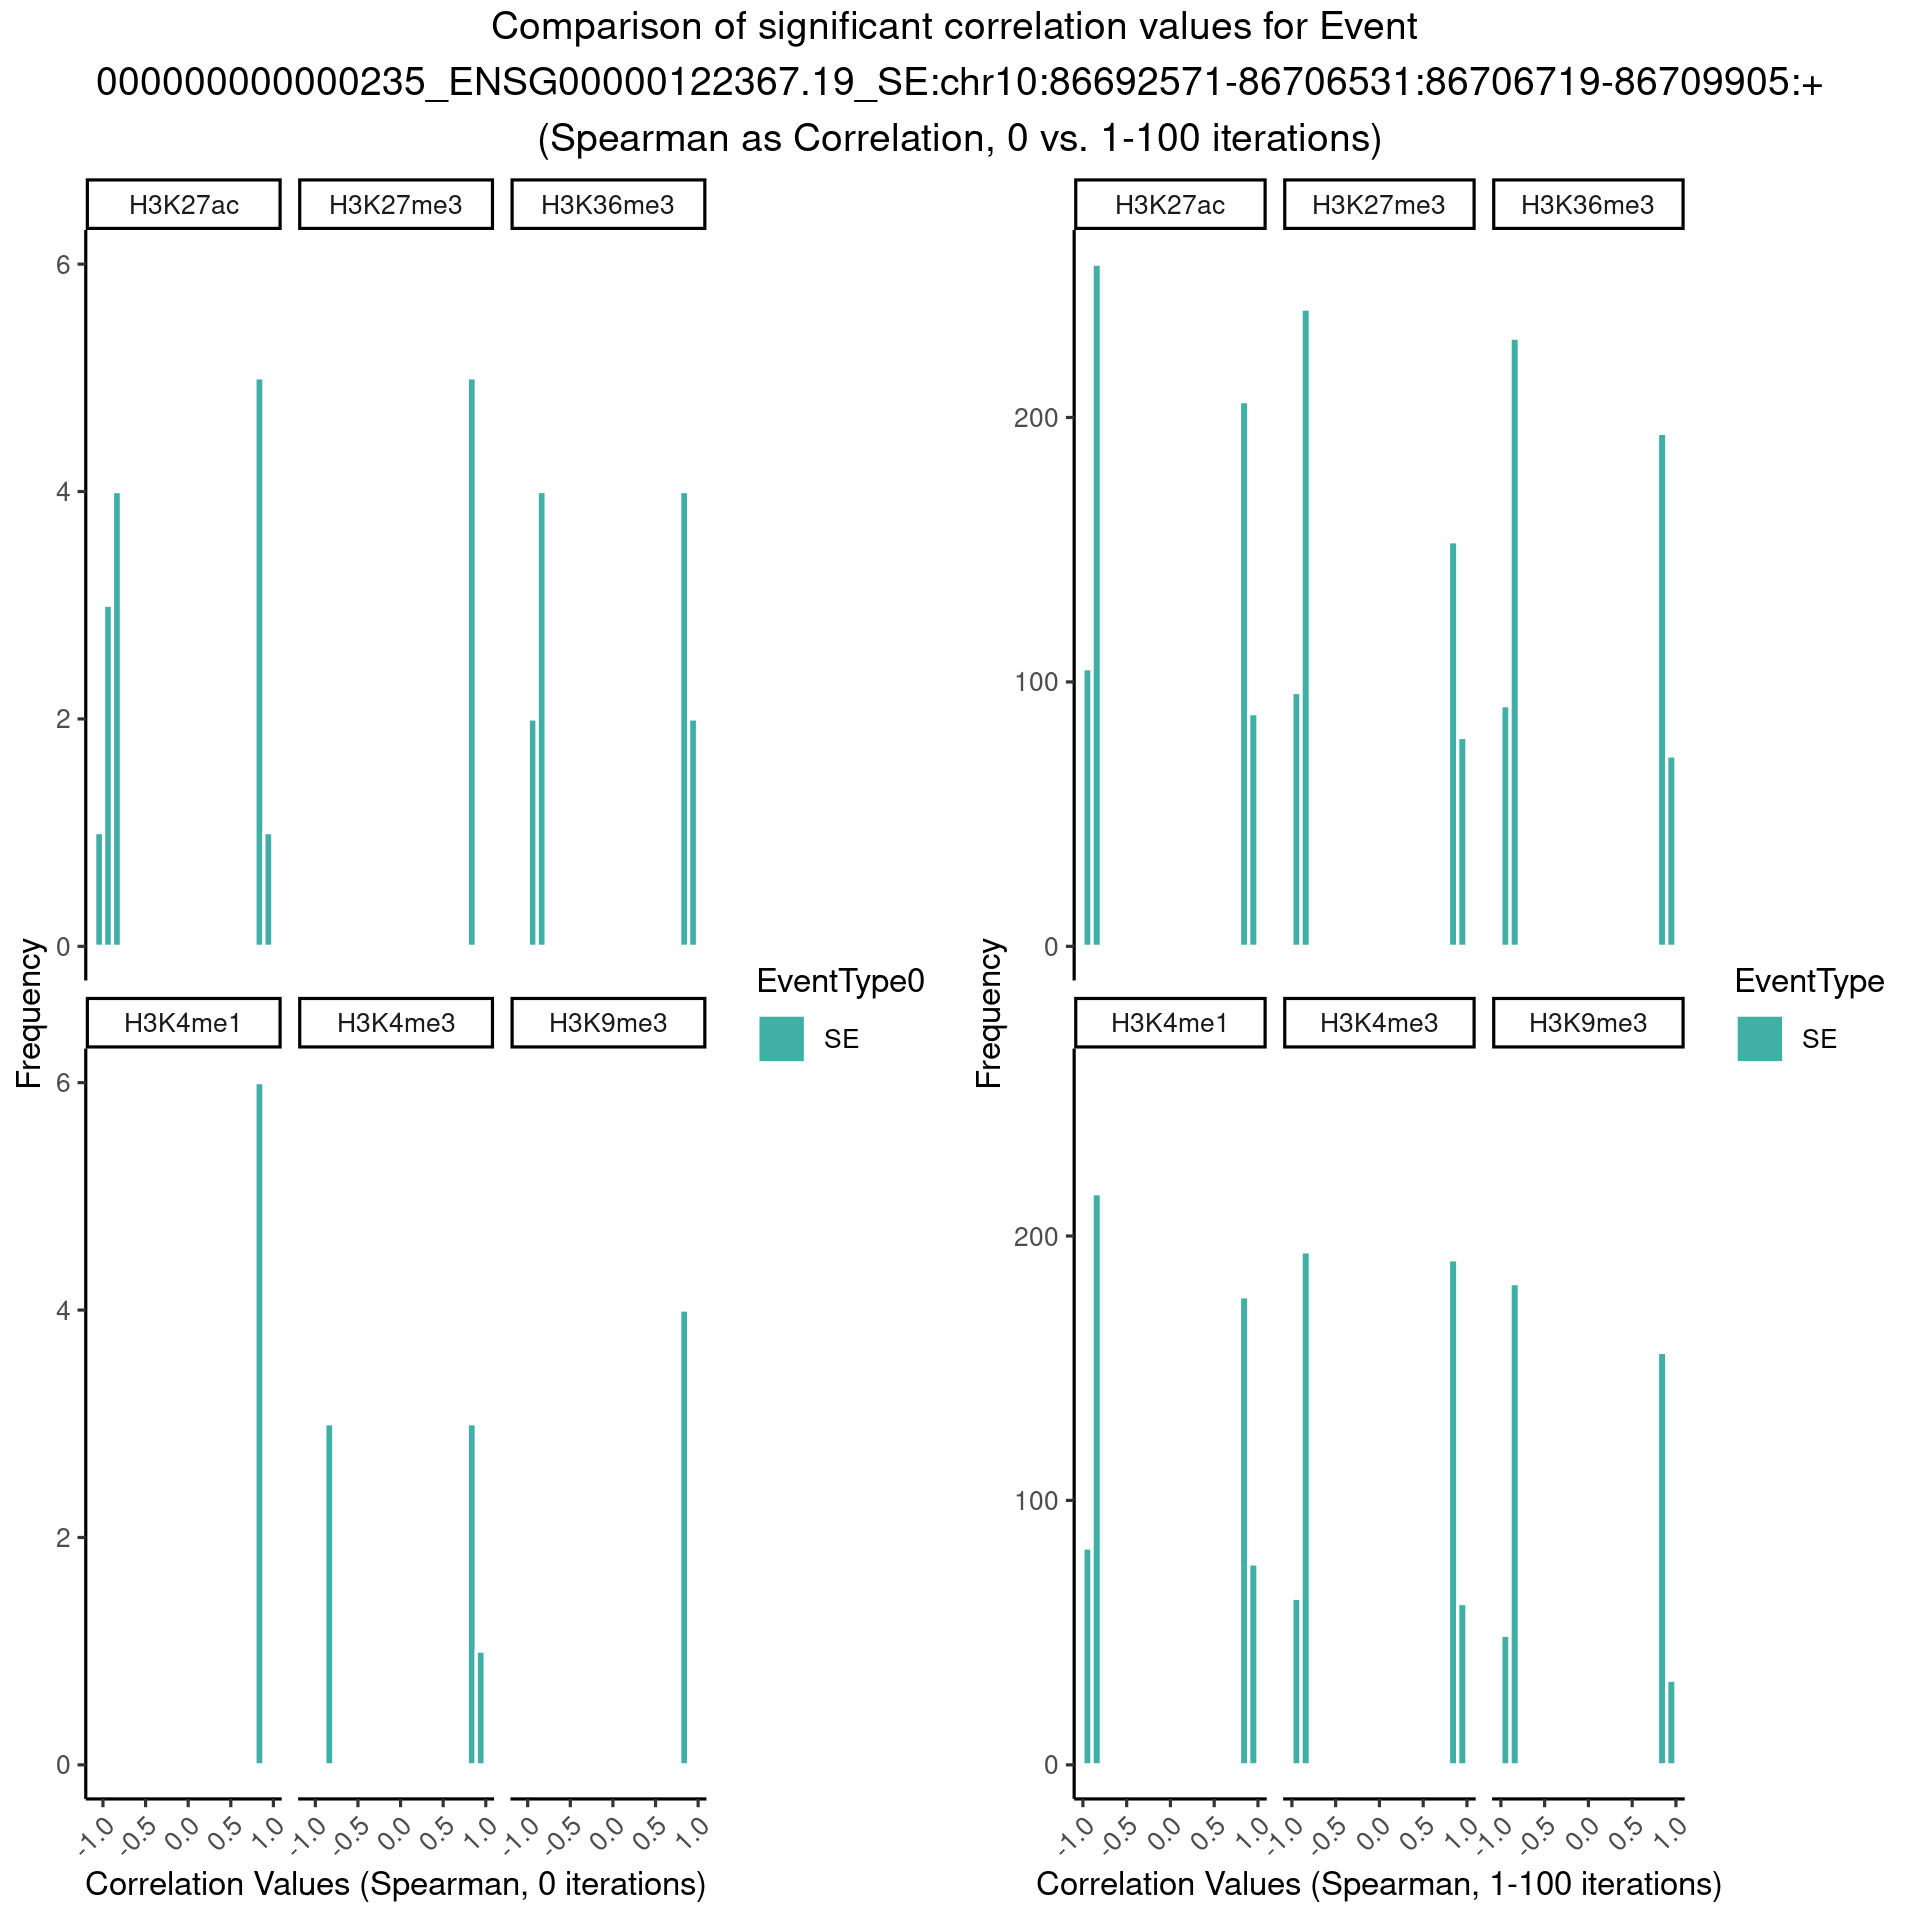 Comparison of significant correlation values for Event
000000000000235_ENSG00000122367.19_SE:chr10:86692571-86706531:86706719-86709905:+
(Spearman as Correlation, 0 vs. 1-100 iterations)
H3K27ac
H3K27me3
H3K36me3
6
4
2
0
H3K4me1
H3K4me3
H3K9me3
6
4
2
0
-1.0
-0.5
0.0
0.5
1.0
-1.0
-0.5
0.0
0.5
1.0
-1.0
-0.5
0.0
0.5
1.0
Frequency
Correlation Values (Spearman, 0 iterations)
EventType0
SE
H3K27ac
H3K27me3
H3K36me3
200
100
0
H3K4me1
H3K4me3
H3K9me3
200
100
0
-1.0
-0.5
0.0
0.5
1.0
-1.0
-0.5
0.0
0.5
1.0
-1.0
-0.5
0.0
0.5
1.0
Frequency
Correlation Values (Spearman, 1-100 iterations)
EventType
SE